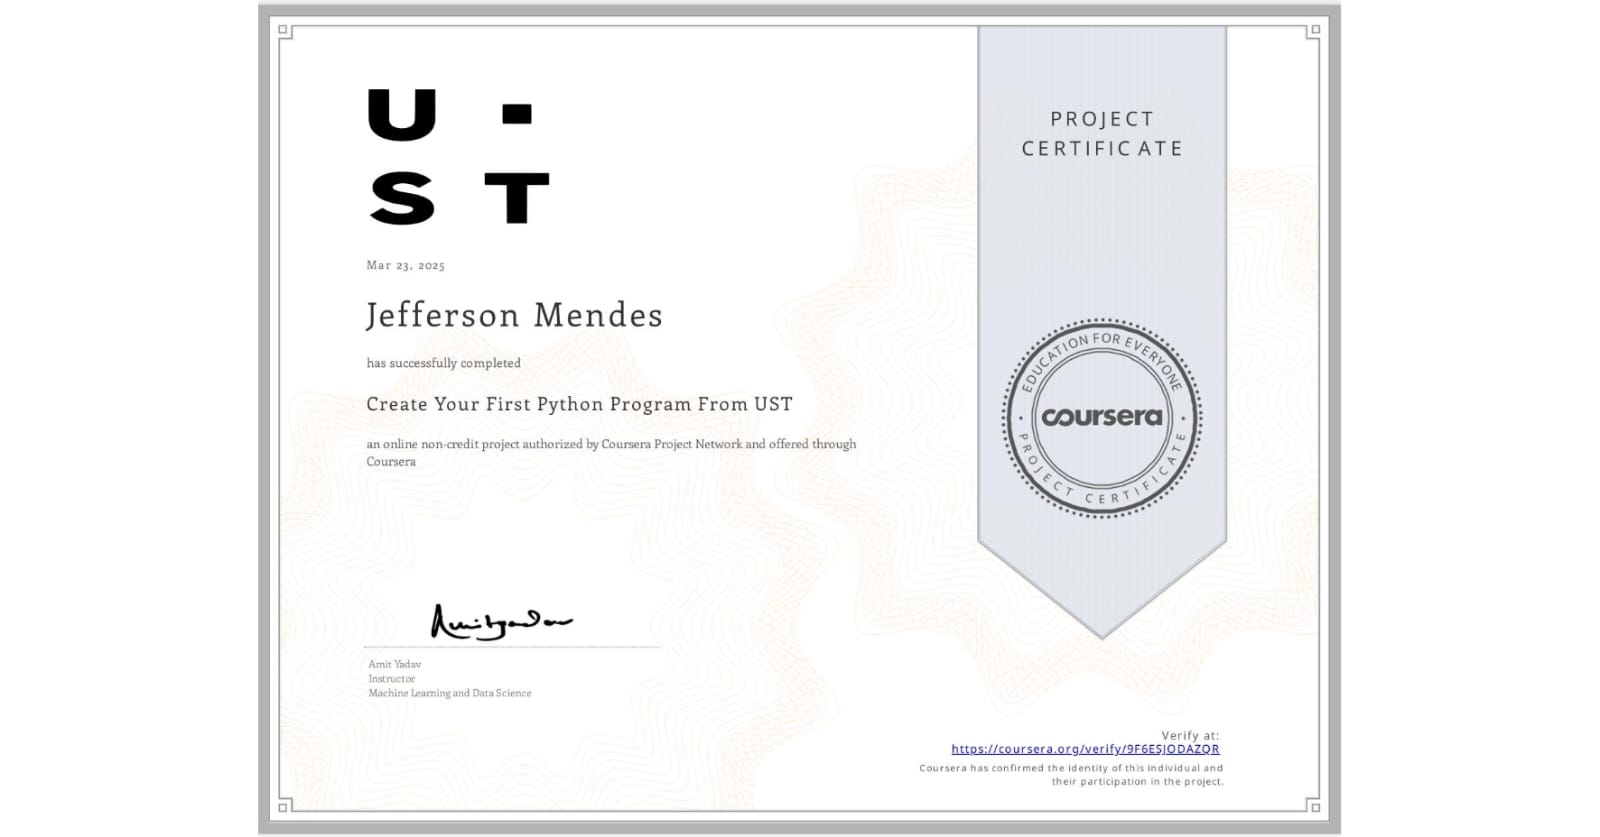 U ·
S T
Mar 23, 2025
Jefferson Mendes
has successfully completed
Create Your First Python Program From UST
an online non-credit project authorized by Coursera Project Network and offered through
Coursera
Amit Yadav
Instructor
Machine Learning and Data Science
PROJECT
CERTIFICATE
EDUCATION FOR EVERYONE
coursera
PROJECT CERTIFICATE
Verify at:
https://coursera.org/verify/9F6ESJODAZQR
Coursera has confirmed the identity of this individual and
their participation in the project.